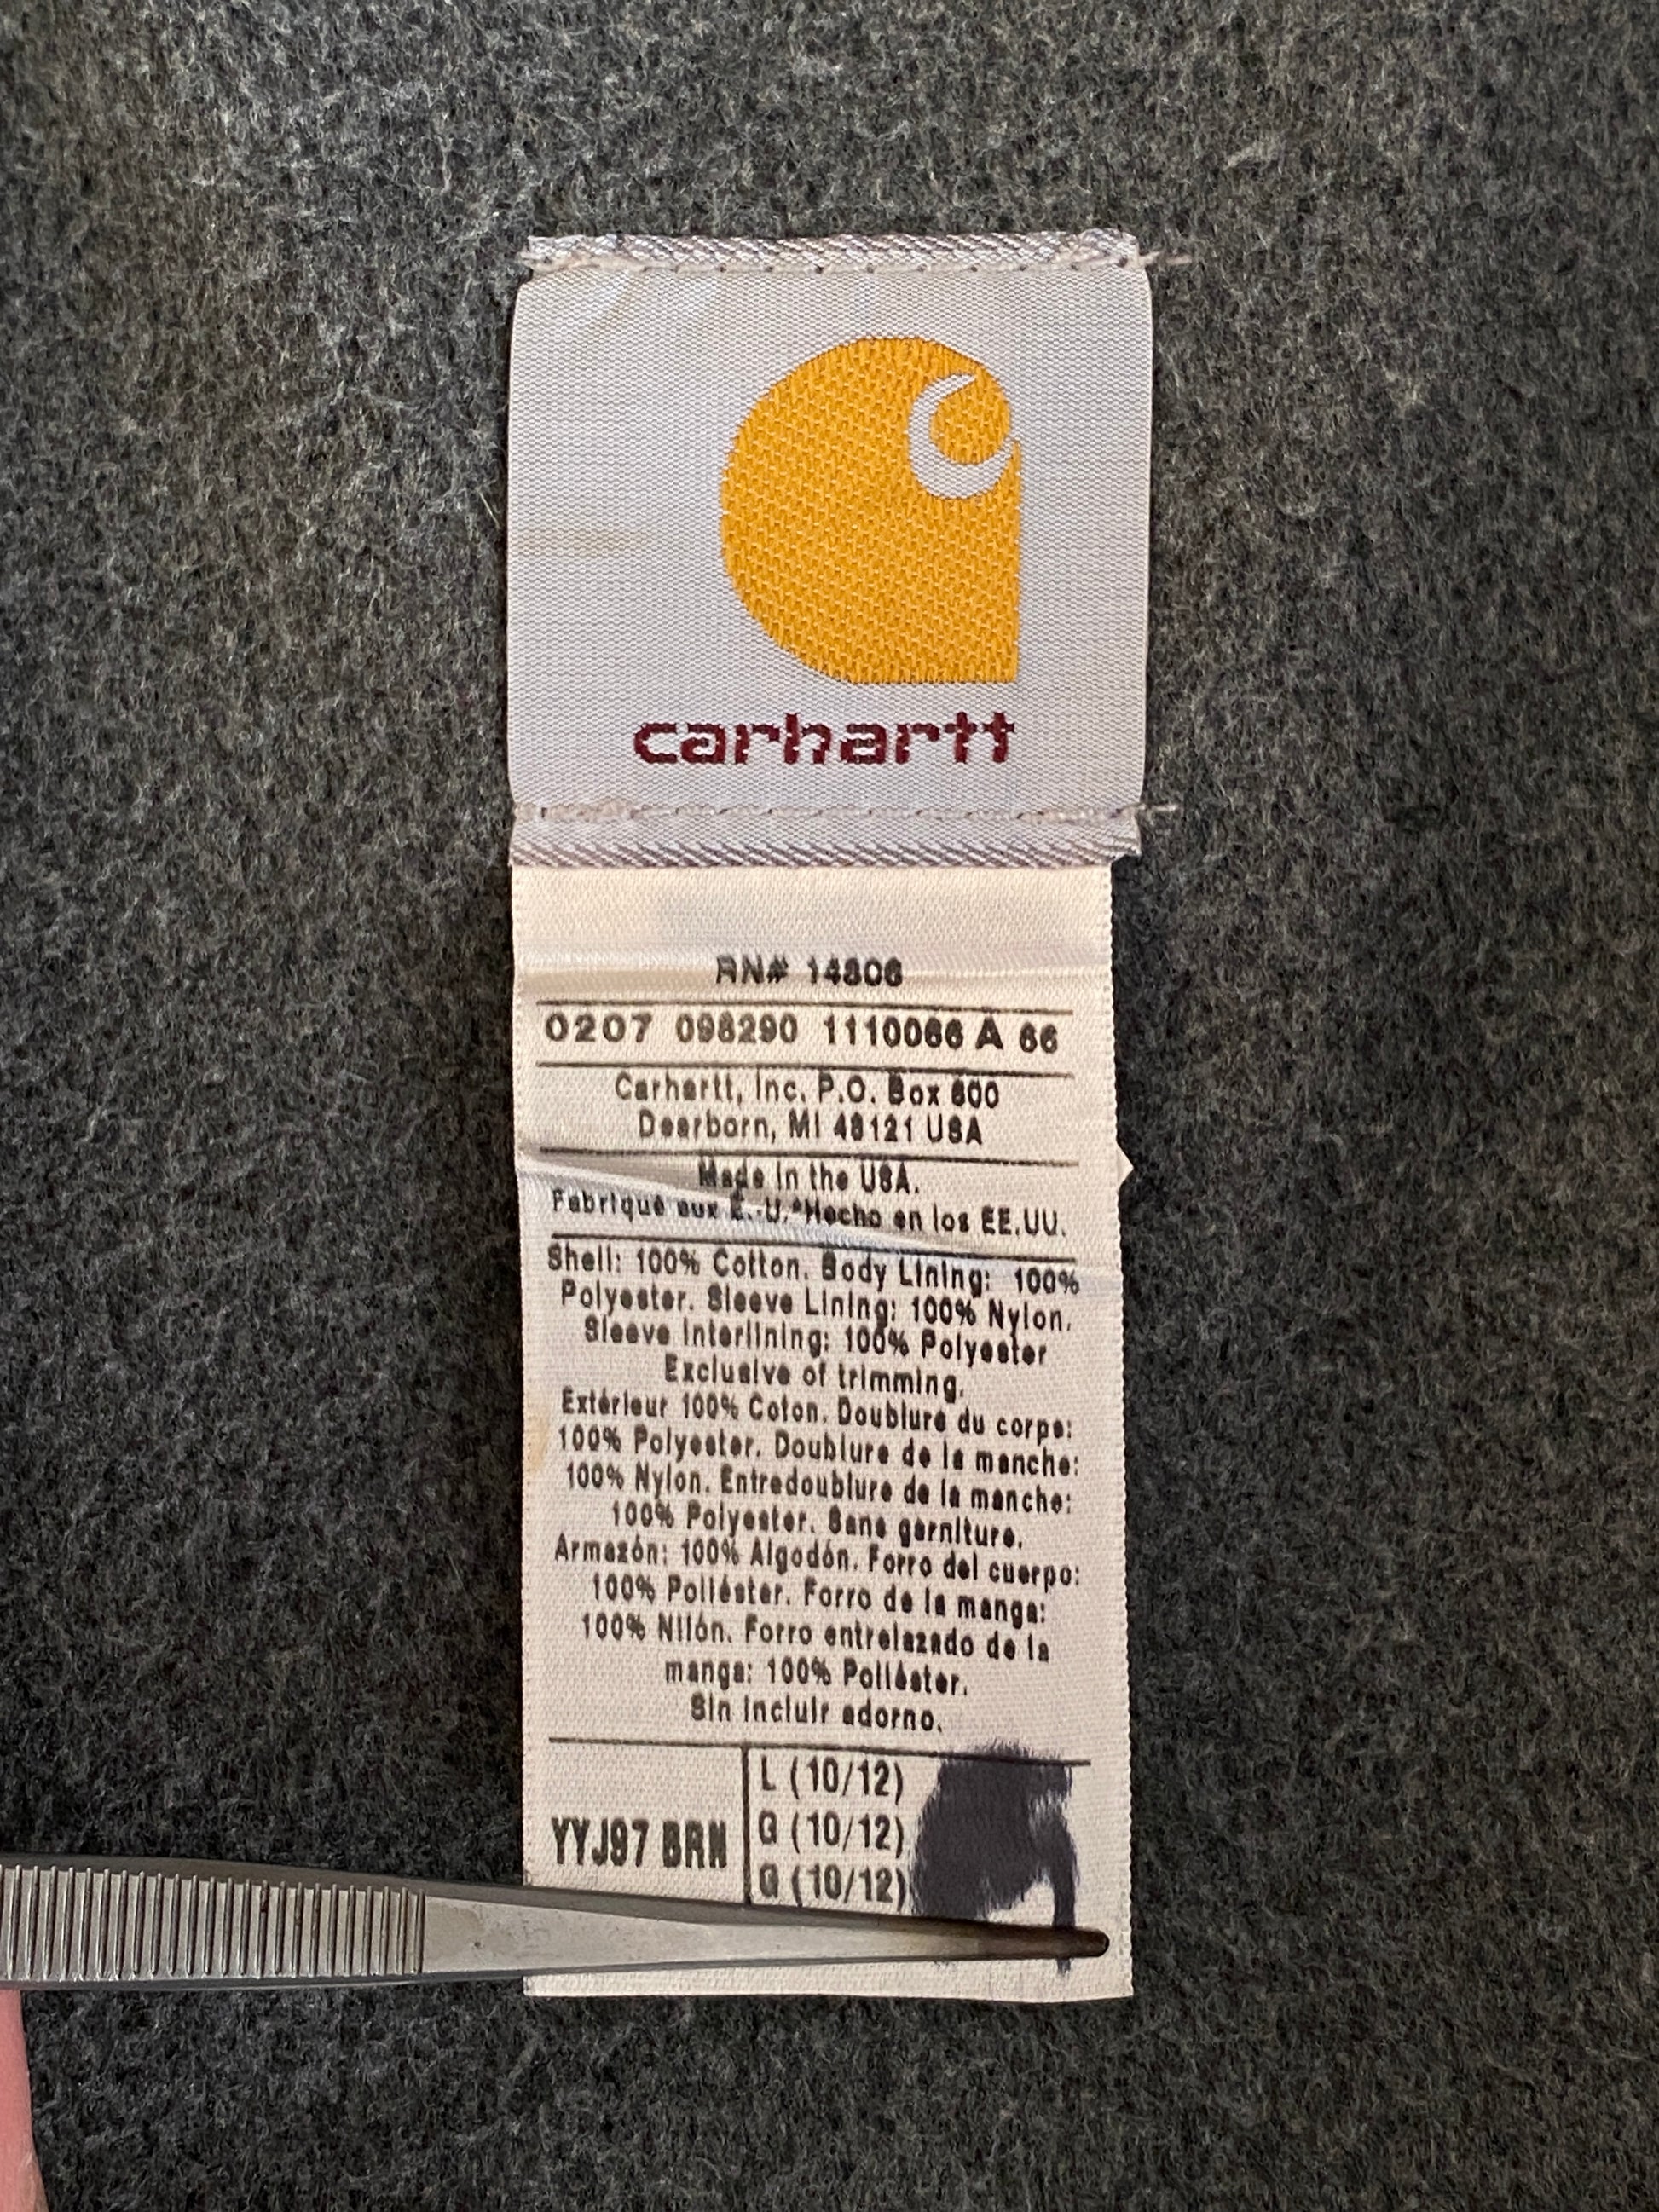 carhartt
RN# 14806
0207 098290 1110066 A 66
Carhartt, Inc. P.O. Box 600
Dearborn, MI 48121 USA
Made in the USA.
Fabriqué aux É.-U.*Hecho en los EE.UU.
Shell: 100% Cotton. Body Lining: 100%
Polyester. Sleeve Lining: 100% Nylon.
Sleeve Interlining: 100% Polyester
Exclusive of trimming.
Extérieur 100% Coton. Doublure du corps:
100% Polyester. Doublure de la manche:
100% Nylon. Entredoublure de la manche:
100% Polyester. Sans garniture.
Armazón: 100% Algodón. Forro del cuerpo:
100% Poliéster. Forro de la manga:
100% Nilón. Forro entrelazado de la
manga: 100% Poliéster.
Sin incluir adorno.
YYJ97 BRN
L (10/12)
G (10/12)
G (10/12)